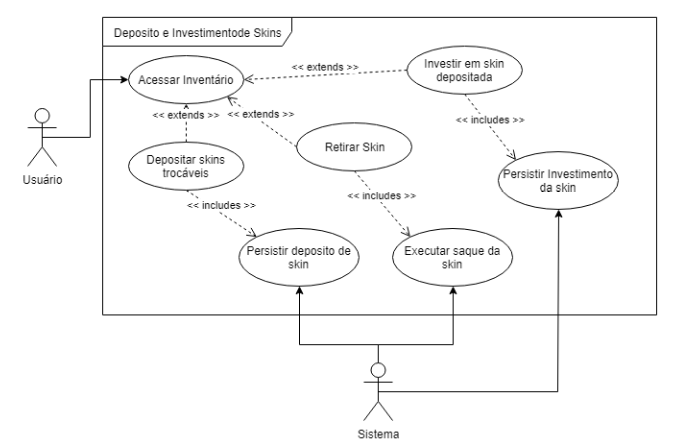 Deposito e Investimentode Skins
Acessar Inventário
<< extends >>
Investir em skin
depositada
<< extends >>
<< extends >>
<< includes >>
Usuário
Depositar skins
trocáveis
Retirar Skin
Persistir Investimento
da skin
<< includes >>
<< includes >>
Persistir deposito de
skin
Executar saque da
skin
Sistema